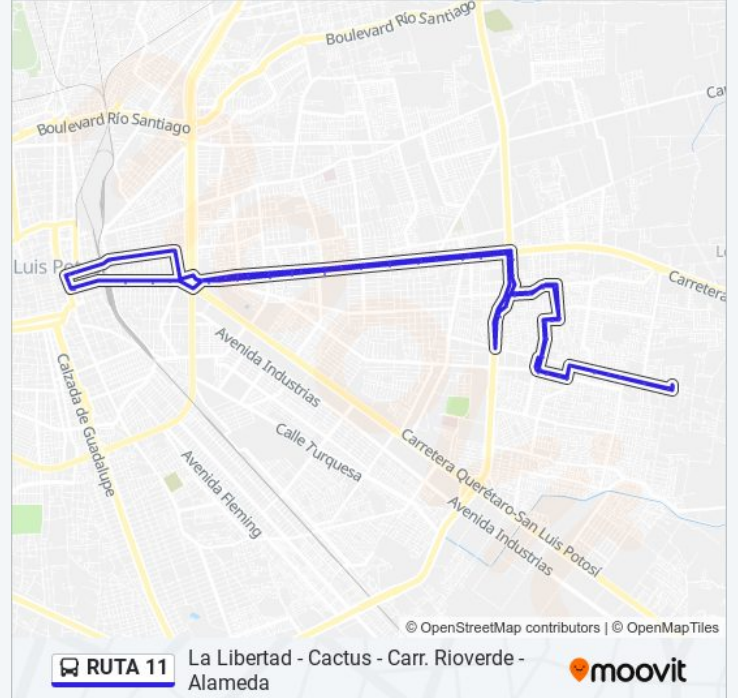 Boulevard Río Santiago
Boulevard Río Santiago
Luis Poto
Carretera
Avenida Industrias
Calzada de Guadalupe
Calle Turquesa
Avenida Fleming
Carretera Querétaro-San Luis Potosí
Avenida Industrias
© OpenStreetMap contributors | © OpenMapTiles
RUTA 11
La Libertad - Cactus - Carr. Rioverde -
Alameda
moovit